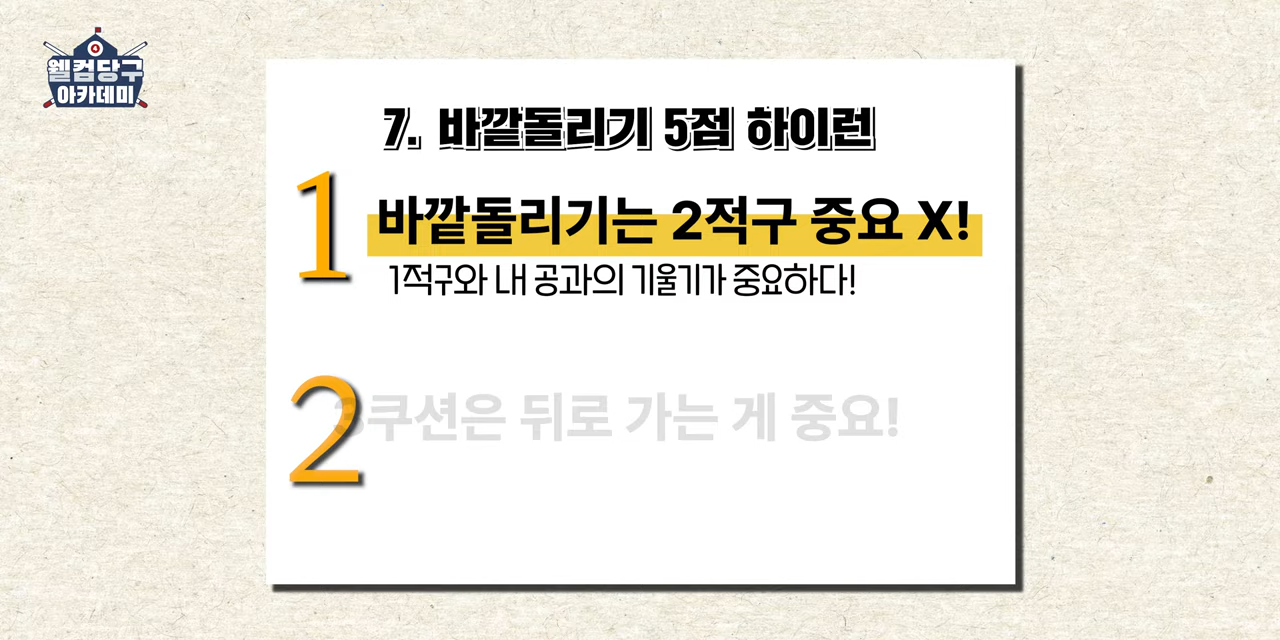 웰컴당구
아카데미
7. 바깥돌리기 5점 하이런
1
바깥돌리기는 2적구 중요 X!
1적구와 내 공과의 기울기가 중요하다!
2
3쿠션은 뒤로 가는 게 중요!